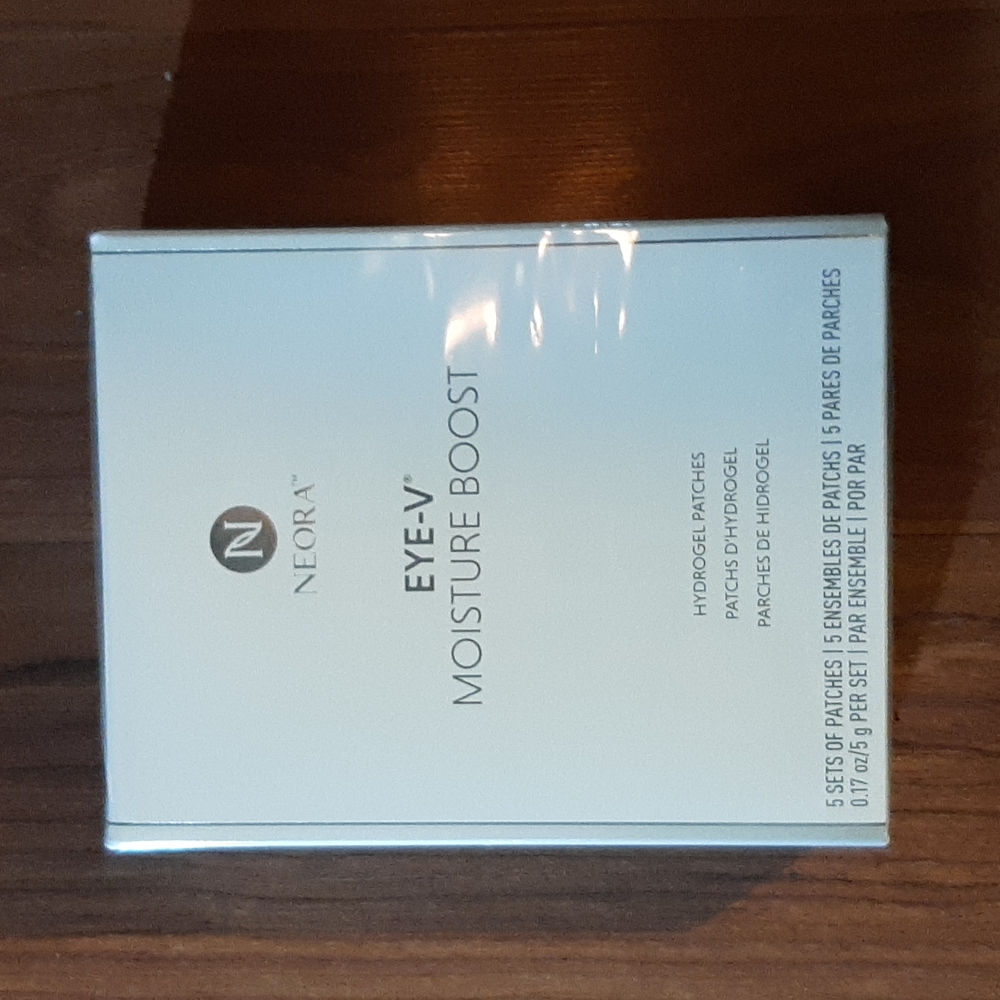 N
NEORA™
EYE-V®
MOISTURE BOOST
HYDROGEL PATCHES
PATCHS D'HYDROGEL
PARCHES DE HIDROGEL
5 SETS OF PATCHES | 5 ENSEMBLES DE PATCHS | 5 PARES DE PARCHES
0.17 oz/5 g PER SET | PAR ENSEMBLE | POR PAR